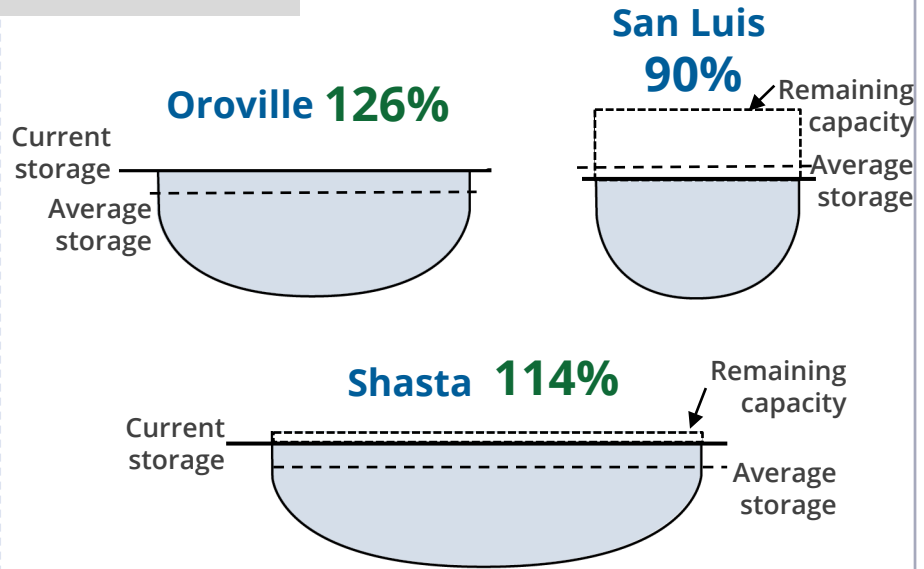 San Luis
90%
Oroville 126%
Remaining
capacity
Current
storage
Average
storage
Average
storage
Shasta 114%
Remaining
capacity
Current
storage
Average
storage